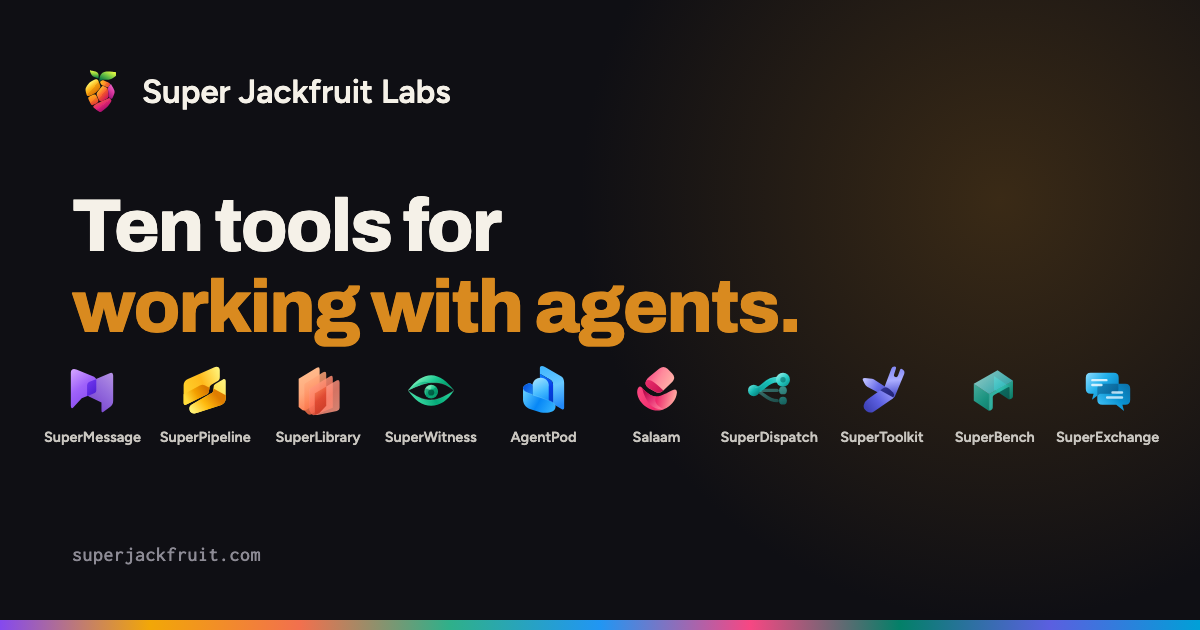 Super Jackfruit Labs
Ten tools for
working with agents.
SuperMessage SuperPipeline SuperLibrary SuperWitness AgentPod Salaam SuperDispatch SuperToolkit SuperBench SuperExchange
superjackfruit.com